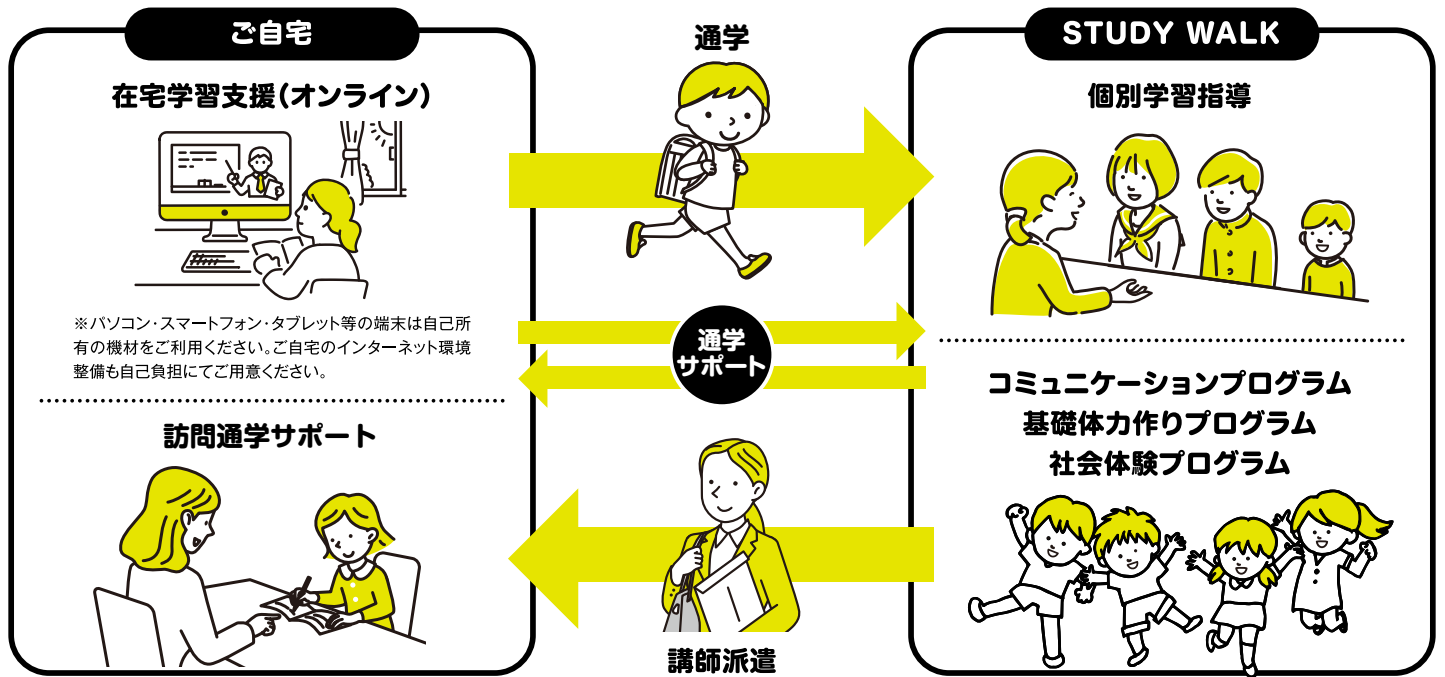 ご自宅
在宅学習支援（オンライン）
※パソコン・スマートフォン・タブレット等の端末は自己所
有の機材をご利用ください。ご自宅のインターネット環境
整備も自己負担にてご用意ください。
訪問通学サポート
通学
通学
サポート
講師派遣
STUDY WALK
個別学習指導
コミュニケーションプログラム
基礎体力作りプログラム
社会体験プログラム